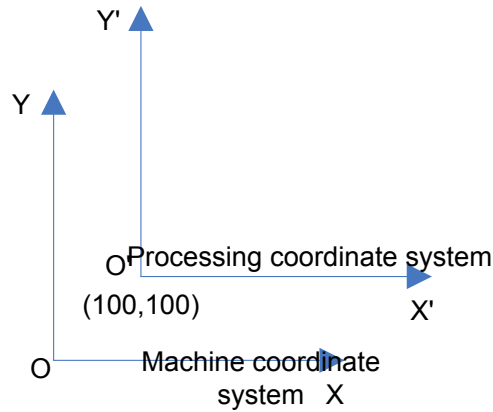 Y'
Y
O'Processing coordinate system
(100,100)
X'
O
Machine coordinate
system X